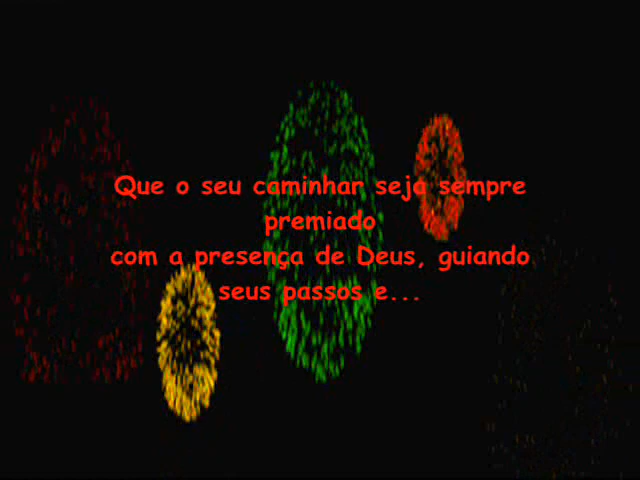 Que o seu caminhar seja sempre
premiado
com a presença de Deus, guiando
seus passos e...